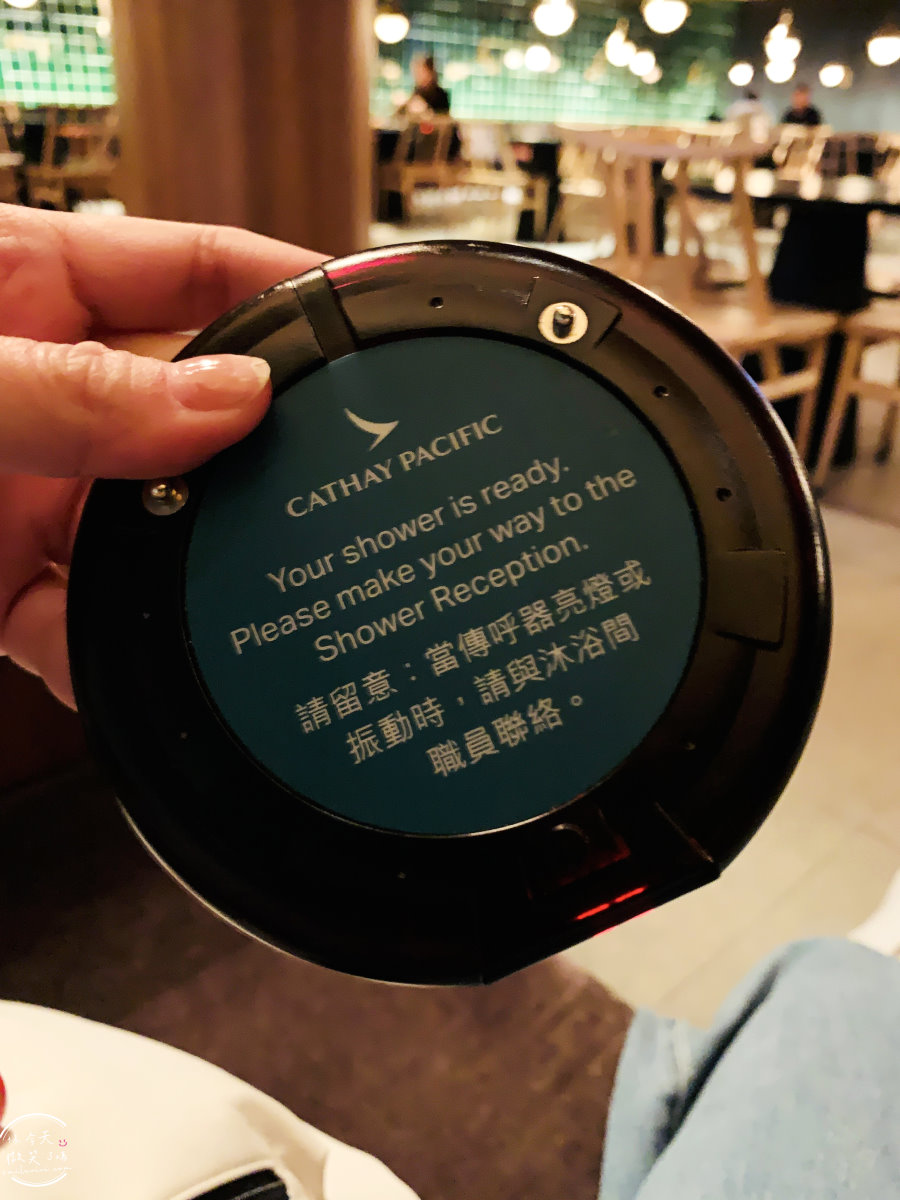 CATHAY PACIFIC
Your shower is ready.
Please make your way to the
Shower Reception.
請留意：當傳呼器亮燈或
振動時，請與沐浴間
職員聯絡。